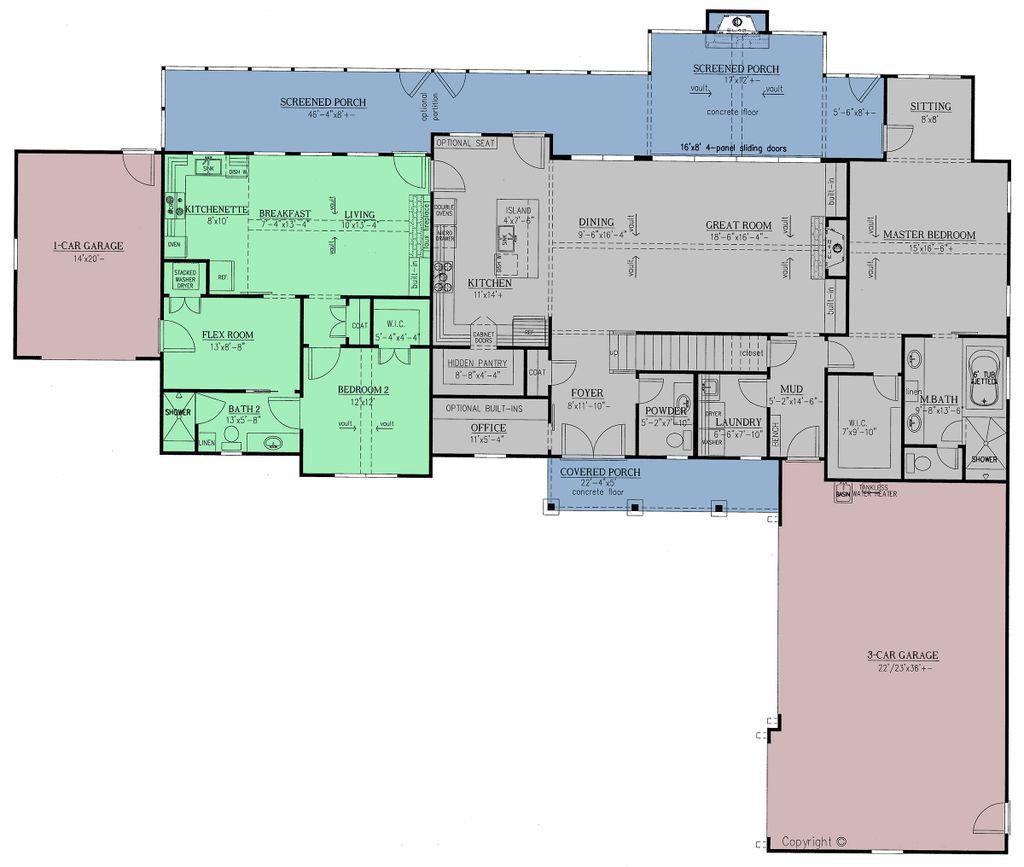 SCREENED PORCH
17'x12'+-
vault
vault
concrete floor
SCREENED PORCH
46'-4"x8'+-
optional
partition
5'-6"x8'+-
16'x8' 4-panel sliding doors
SITTING
8'x8'
1-CAR GARAGE
14'x20'-
SINK
DISH W.
KITCHENETTE
8'x10'
OVEN
REF.
BREAKFAST
7'-4"x13'-4
LIVING
10'x13'-4
vault
vault
faux fireplace
built-in
STACKED
WASHER
DRYER
OPTIONAL SEAT
DOUBLE
OVENS
MICRO
DRAWER
ISLAND
4'x7'-6"
SINK
DISH W.
KITCHEN
11'x14'+
CABINET
DOORS
REF.
DINING
9'-6"x16'-4"
vault
vault
GREAT ROOM
18'-6"x16'-4"
vault
vault
built-in
built-in
MASTER BEDROOM
15'x16'-6"+
vault
vault
FLEX ROOM
13'x8'-8"
COAT
W.I.C.
5'-4"x4'-4"
BEDROOM 2
12'x12'
vault
SHOWER
BATH 2
13'x5'-8"
LINEN
HIDDEN PANTRY
8'-8"x4'-4"
COAT
OPTIONAL BUILT-INS
OFFICE
11'x5'-4"
up
closet
FOYER
8'x11'-10"
POWDER
5'-2"x7'-10"
DRYER
WASHER
LAUNDRY
6'-6"x7'-10"
MUD
5'-2"x14'-6"
BENCH
W.I.C.
7'x9'-10"
linen
M.BATH
9'-8"x13'-6"
6' TUB
JETTED
SHOWER
COVERED PORCH
22'-4"x5'
concrete floor
BASIN
TANKLESS
WATER HEATER
3-CAR GARAGE
22'/23'x36'+-
Copyright ©